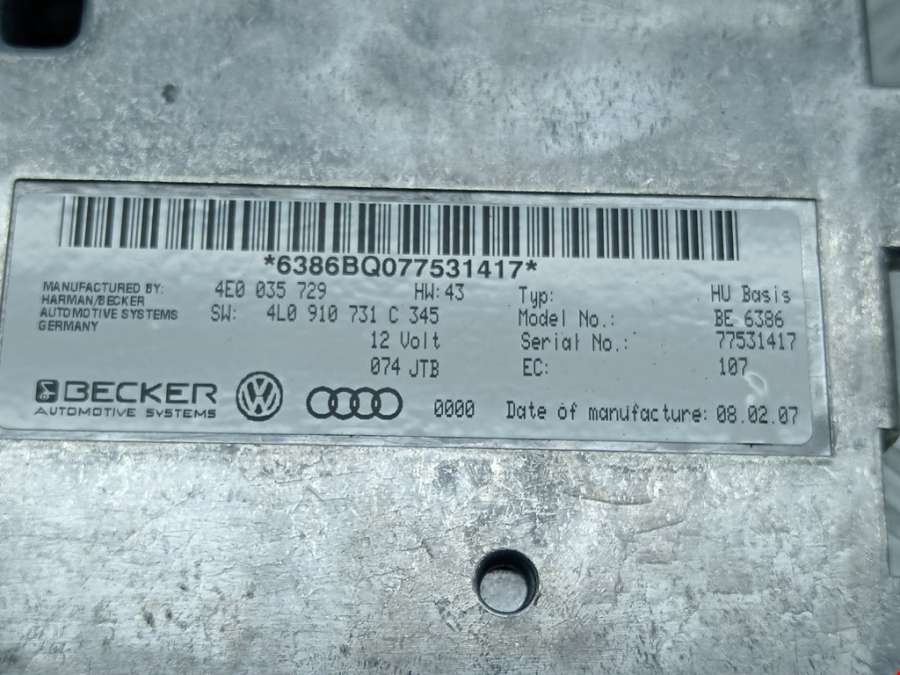 *6386BQ077531417*
MANUFACTURED BY:
HARMAN/BECKER
AUTOMOTIVE SYSTEMS
GERMANY
4E0 035 729 HW:43
SW: 4L0 910 731 C 345
12 Volt
074 JTB
Typ: HU Basis
Model No.: BE 6386
Serial No.: 77531417
EC: 107
BECKER
AUTOMOTIVE SYSTEMS
0000 Date of manufacture: 08.02.07